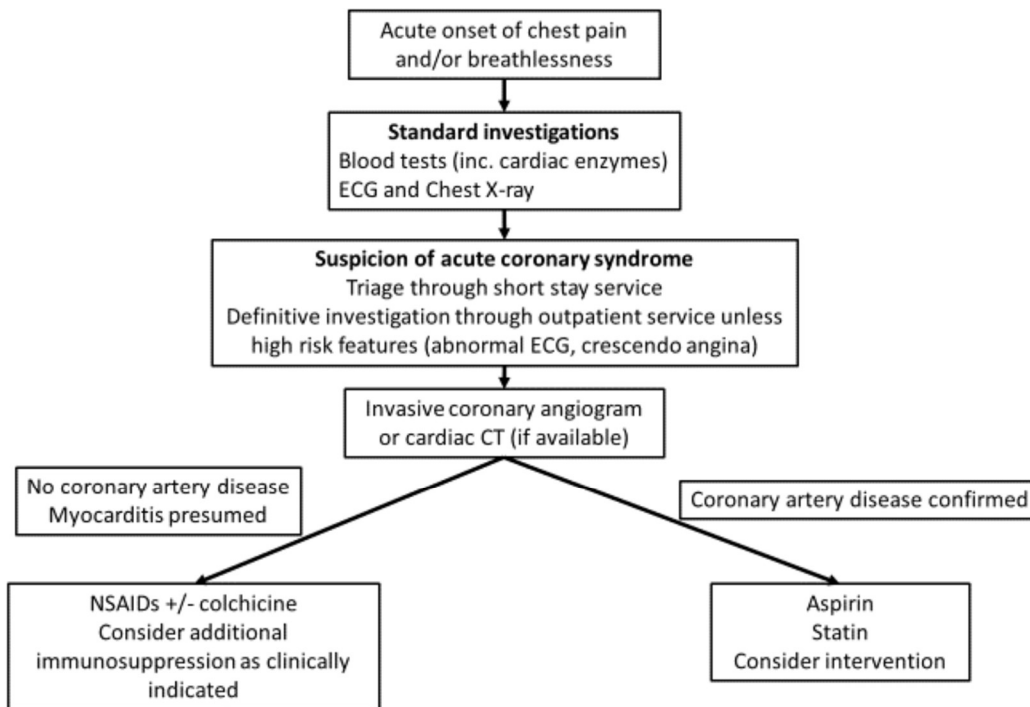 Acute onset of chest pain
and/or breathlessness
Standard investigations
Blood tests (inc. cardiac enzymes)
ECG and Chest X-ray
Suspicion of acute coronary syndrome
Triage through short stay service
Definitive investigation through outpatient service unless
high risk features (abnormal ECG, crescendo angina)
Invasive coronary angiogram
or cardiac CT (if available)
No coronary artery disease
Myocarditis presumed
Coronary artery disease confirmed
NSAIDs +/- colchicine
Consider additional
immunosuppression as clinically
indicated
Aspirin
Statin
Consider intervention